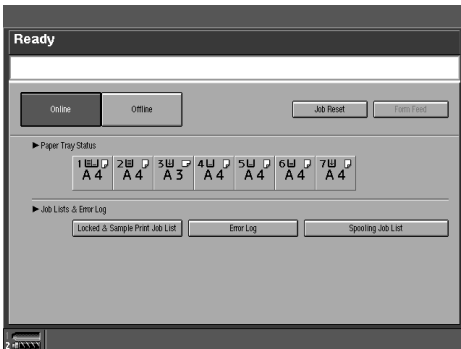 Ready
Online Offline Job Reset Form Feed
► Paper Tray Status
1 2 3 4 5 6 7
A4 A4 A3 A4 A4 A4 A4
► Job Lists & Error Log
Locked & Sample Print Job List Error Log Spooling Job List
1
2